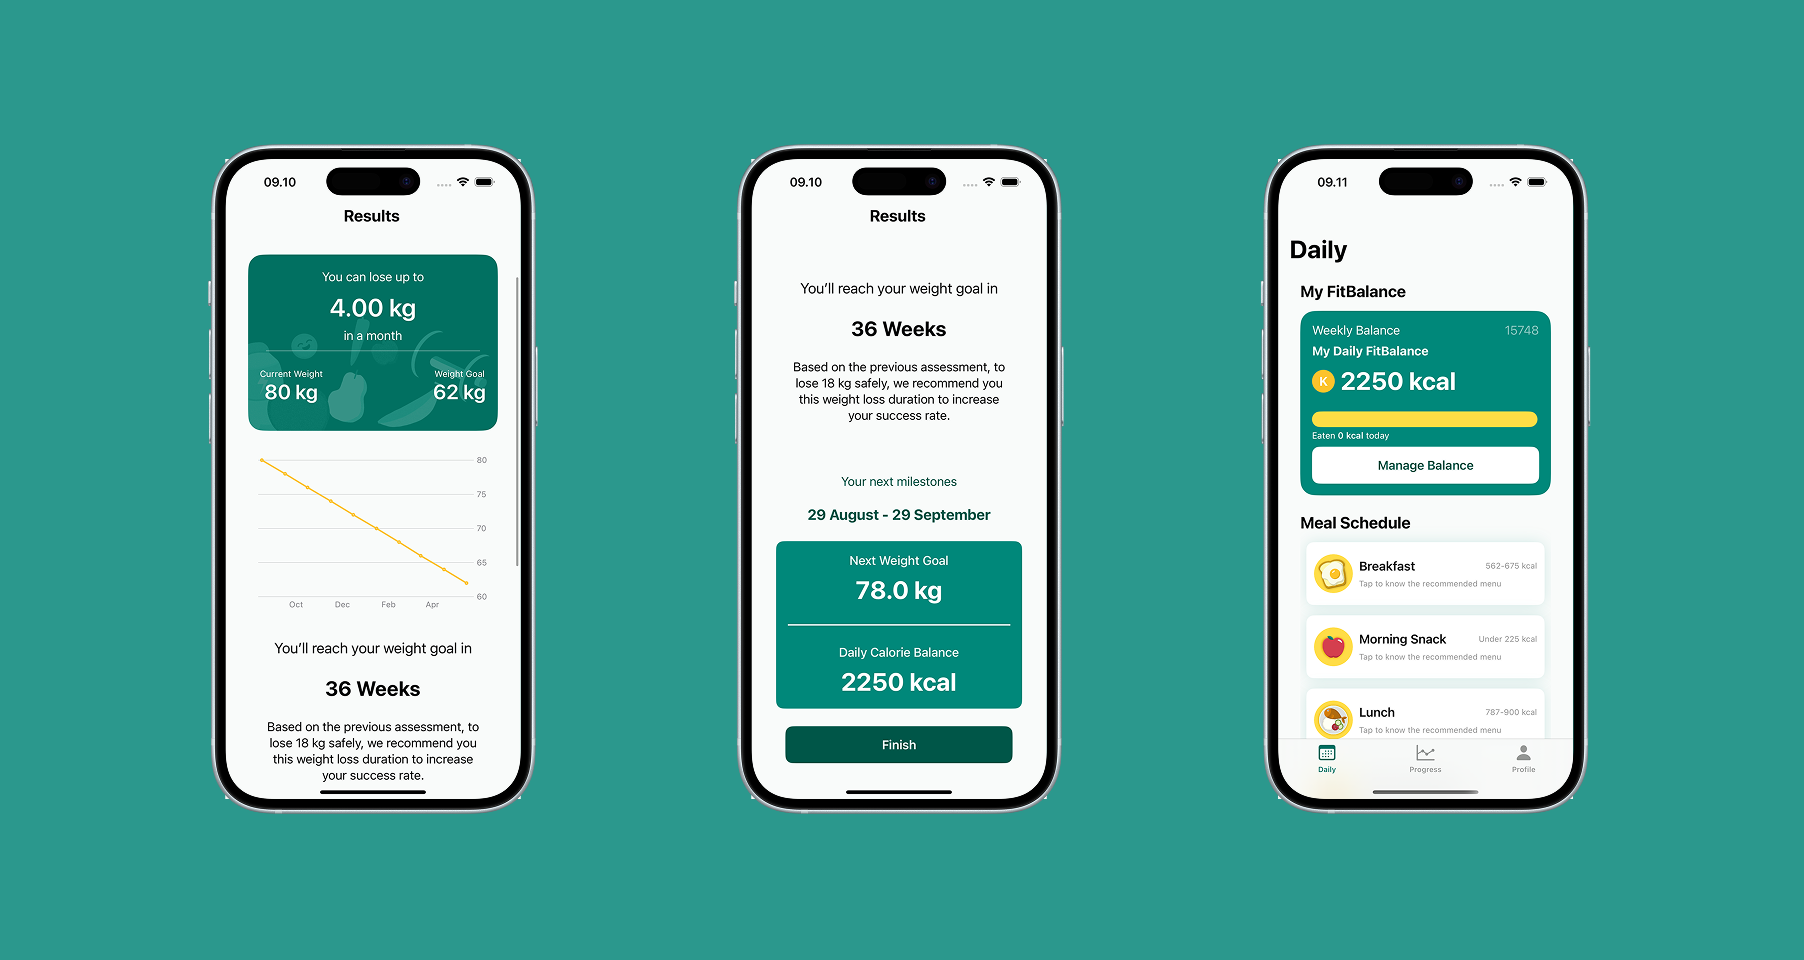 09.10
Results
You can lose up to
4.00 kg
in a month
Current Weight
80 kg
Weight Goal
62 kg
80
75
70
65
60
Oct Dec Feb Apr
You'll reach your weight goal in
36 Weeks
Based on the previous assessment, to
lose 18 kg safely, we recommend you
this weight loss duration to increase
your success rate.
09.10
Results
You'll reach your weight goal in
36 Weeks
Based on the previous assessment, to
lose 18 kg safely, we recommend you
this weight loss duration to increase
your success rate.
Your next milestones
29 August - 29 September
Next Weight Goal
78.0 kg
Daily Calorie Balance
2250 kcal
Finish
09.11
Daily
My FitBalance
Weekly Balance 15748
My Daily FitBalance
K 2250 kcal
Eaten 0 kcal today
Manage Balance
Meal Schedule
Breakfast 562-675 kcal
Tap to know the recommended menu
Morning Snack Under 225 kcal
Tap to know the recommended menu
Lunch 787-900 kcal
Tap to know the recommended menu
Daily Progress Profile